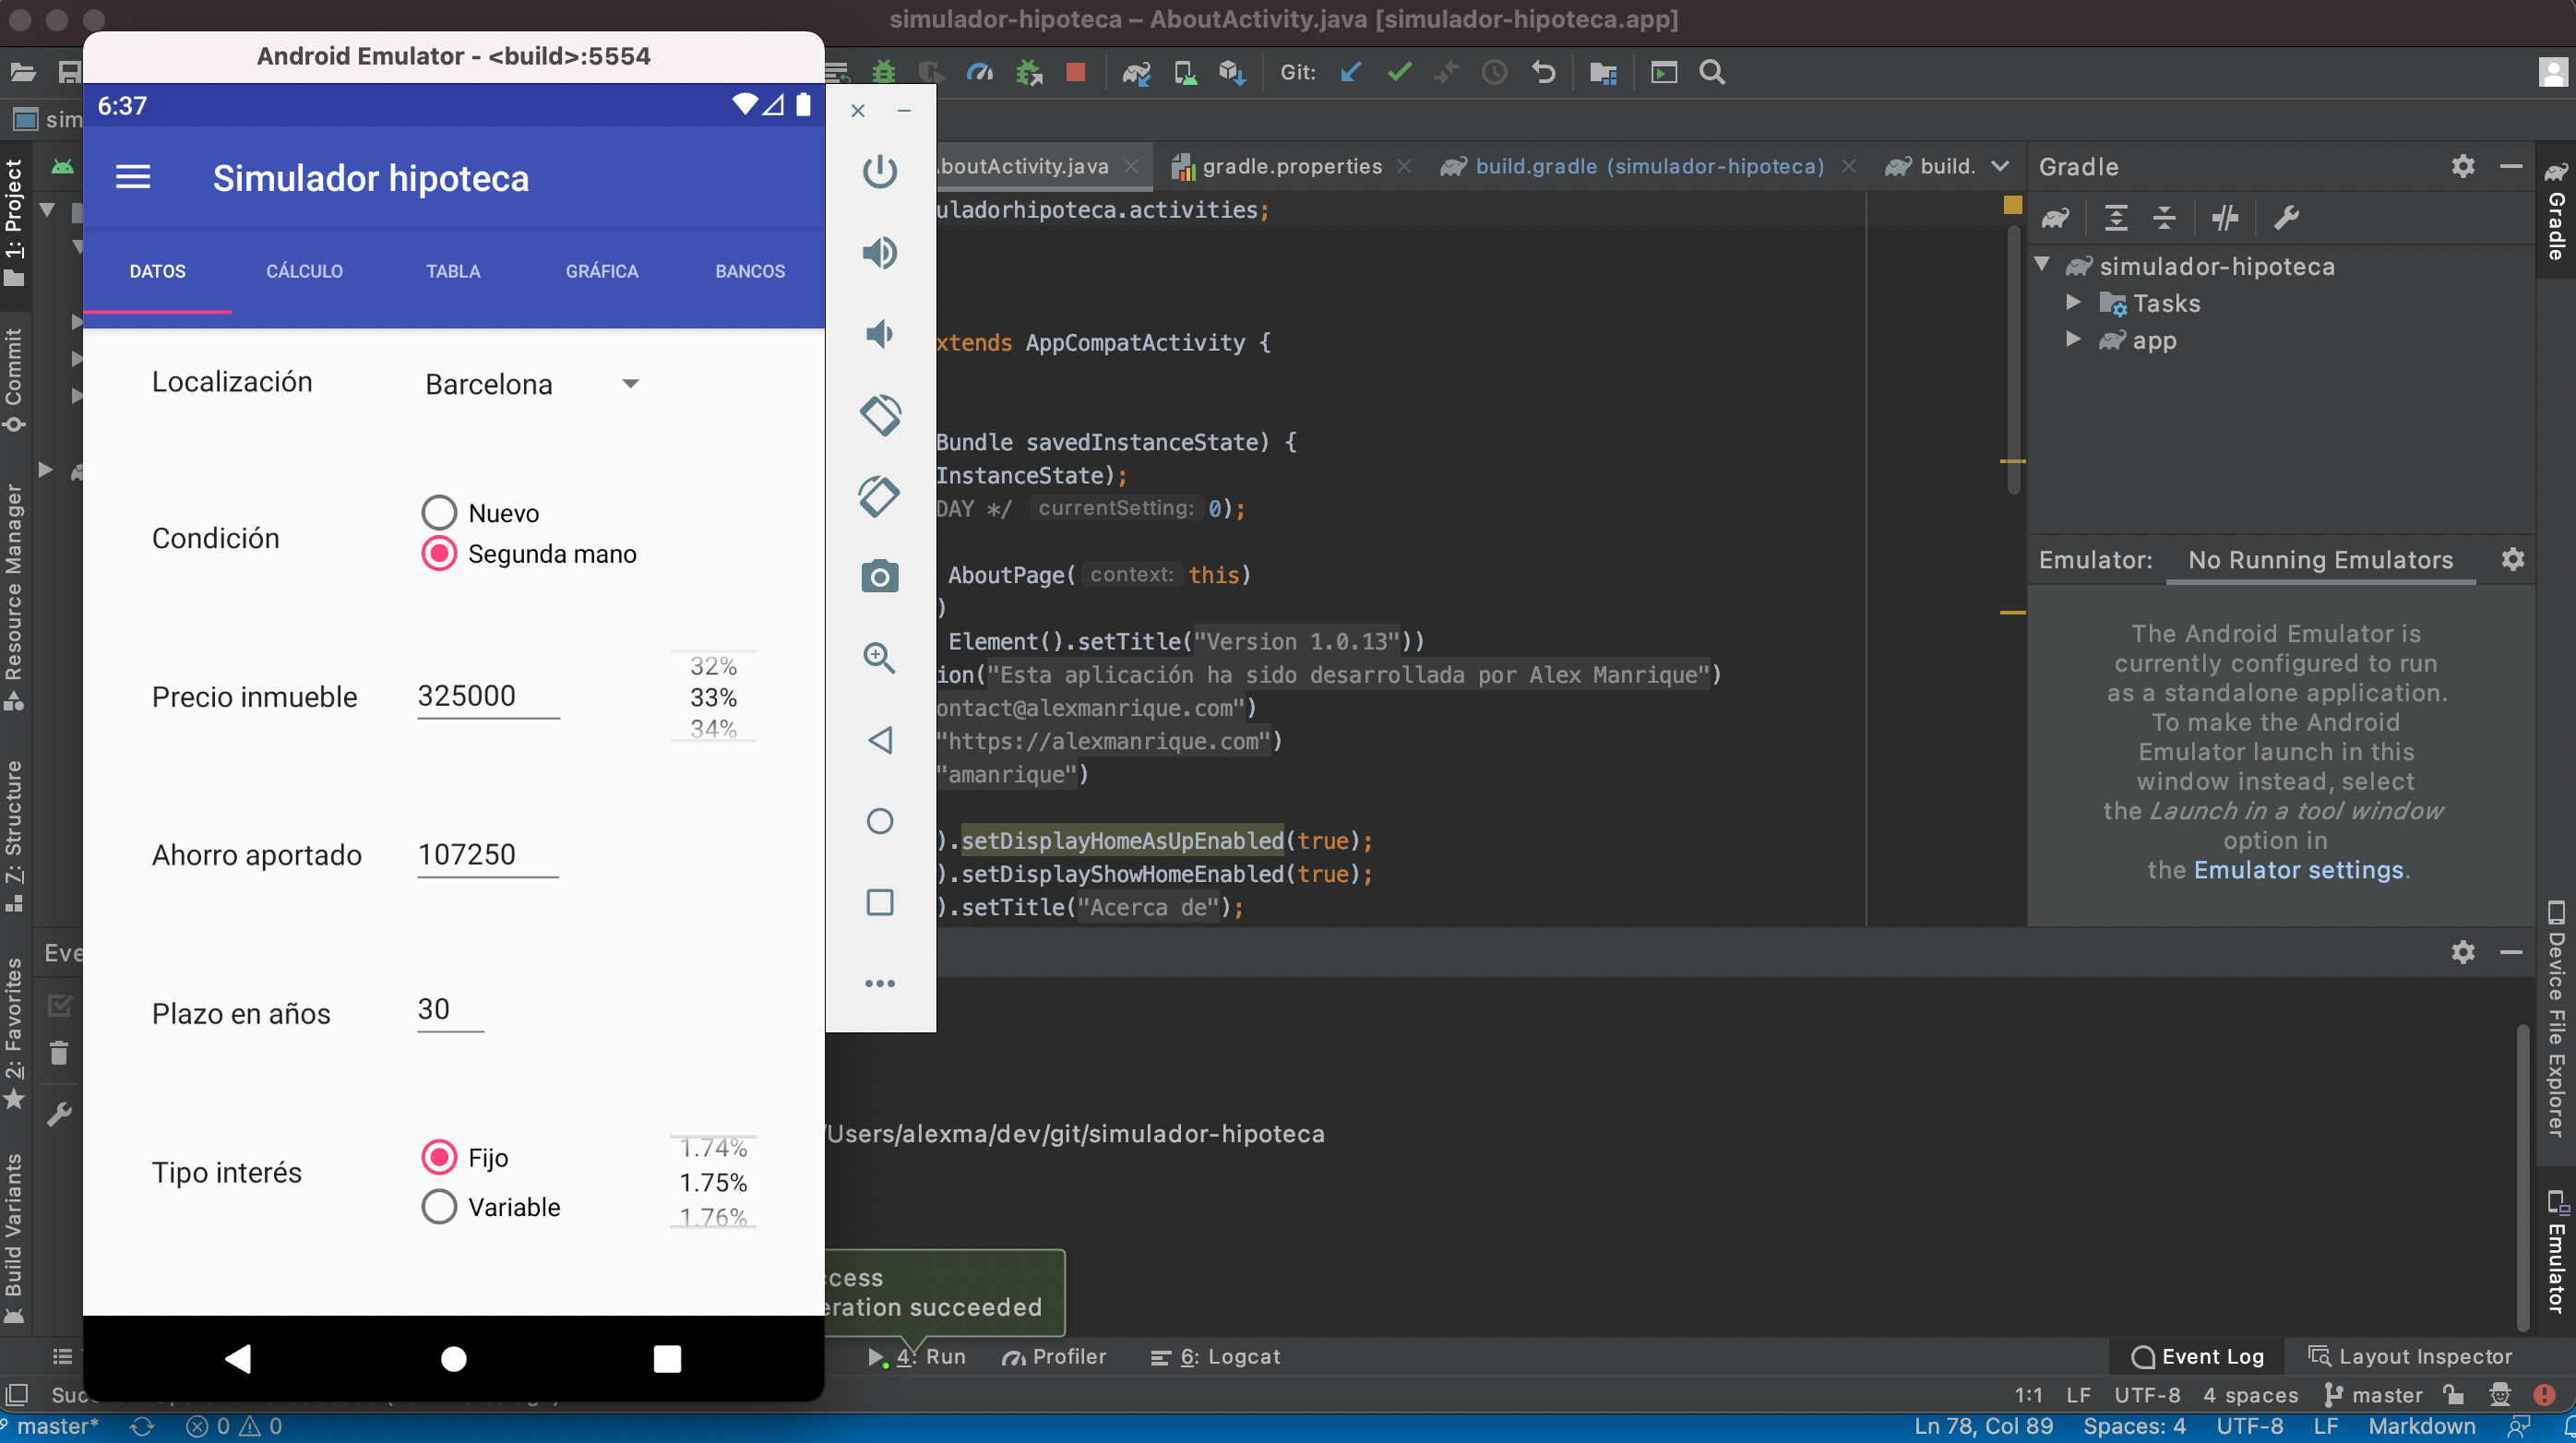 simulador-hipoteca – AboutActivity.java [simulador-hipoteca.app]
Android Emulator - <build>:5554
Git:
6:37
Simulador hipoteca
DATOS
CÁLCULO
TABLA
GRÁFICA
BANCOS
Localización
Barcelona
Condición
Nuevo
Segunda mano
Precio inmueble
325000
32%
33%
34%
Ahorro aportado
107250
Plazo en años
30
Tipo interés
Fijo
Variable
1.74%
1.75%
1.76%
sim
1: Project
Commit
Resource Manager
7: Structure
2: Favorites
Build Variants
Eve
boutActivity.java
gradle.properties
build.gradle (simulador-hipoteca)
build.
uladorhipoteca.activities;
xtends AppCompatActivity {
Bundle savedInstanceState) {
InstanceState);
DAY */ currentSetting: 0);
AboutPage( context: this)
)
Element().setTitle("Version 1.0.13"))
ion("Esta aplicación ha sido desarrollada por Alex Manrique")
ontact@alexmanrique.com")
"https://alexmanrique.com")
"amanrique")
).setDisplayHomeAsUpEnabled(true);
).setDisplayShowHomeEnabled(true);
).setTitle("Acerca de");
Gradle
simulador-hipoteca
Tasks
app
Emulator:
No Running Emulators
The Android Emulator is
currently configured to run
as a standalone application.
To make the Android
Emulator launch in this
window instead, select
the Launch in a tool window
option in
the Emulator settings.
Gradle
Device File Explorer
Emulator
/Users/alexma/dev/git/simulador-hipoteca
ccess
eration succeeded
4: Run
Profiler
6: Logcat
Event Log
Layout Inspector
Suc
1:1 LF UTF-8 4 spaces master
master* 0 0
Ln 78, Col 89 Spaces: 4 UTF-8 LF Markdown